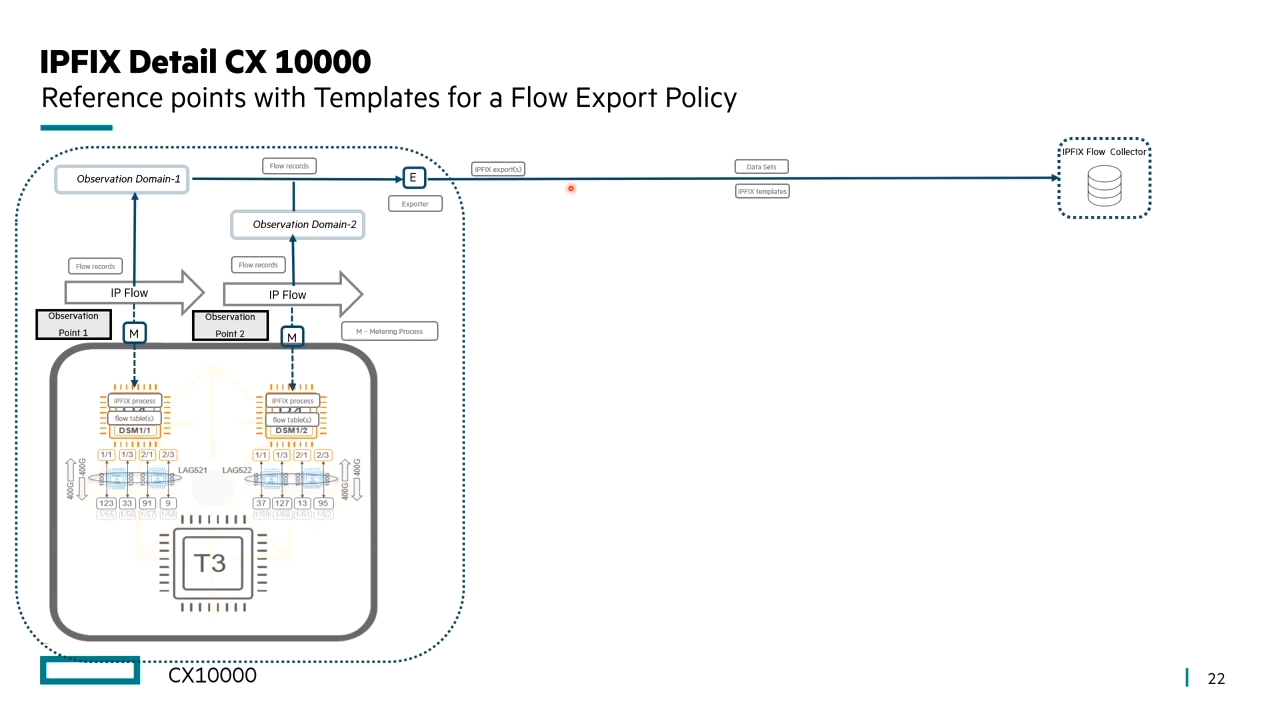 IPFIX Detail CX 10000
Reference points with Templates for a Flow Export Policy
Observation Domain-1
Flow records
E
Exporter
IPFIX export(s)
Data Sets
IPFIX templates
IPFIX Flow Collector
Observation Domain-2
Flow records
Flow records
IP Flow
IP Flow
Observation
Point 1
M
Observation
Point 2
M
M – Metering Process
IPFIX process
flow table(s)
DSM1/1
IPFIX process
flow table(s)
DSM1/2
1/1 1/3 2/1 2/3
1/1 1/3 2/1 2/3
400G
400G
LAG521
LAG522
400G
400G
123 33 91 9
37 127 13 95
T3
CX10000
22